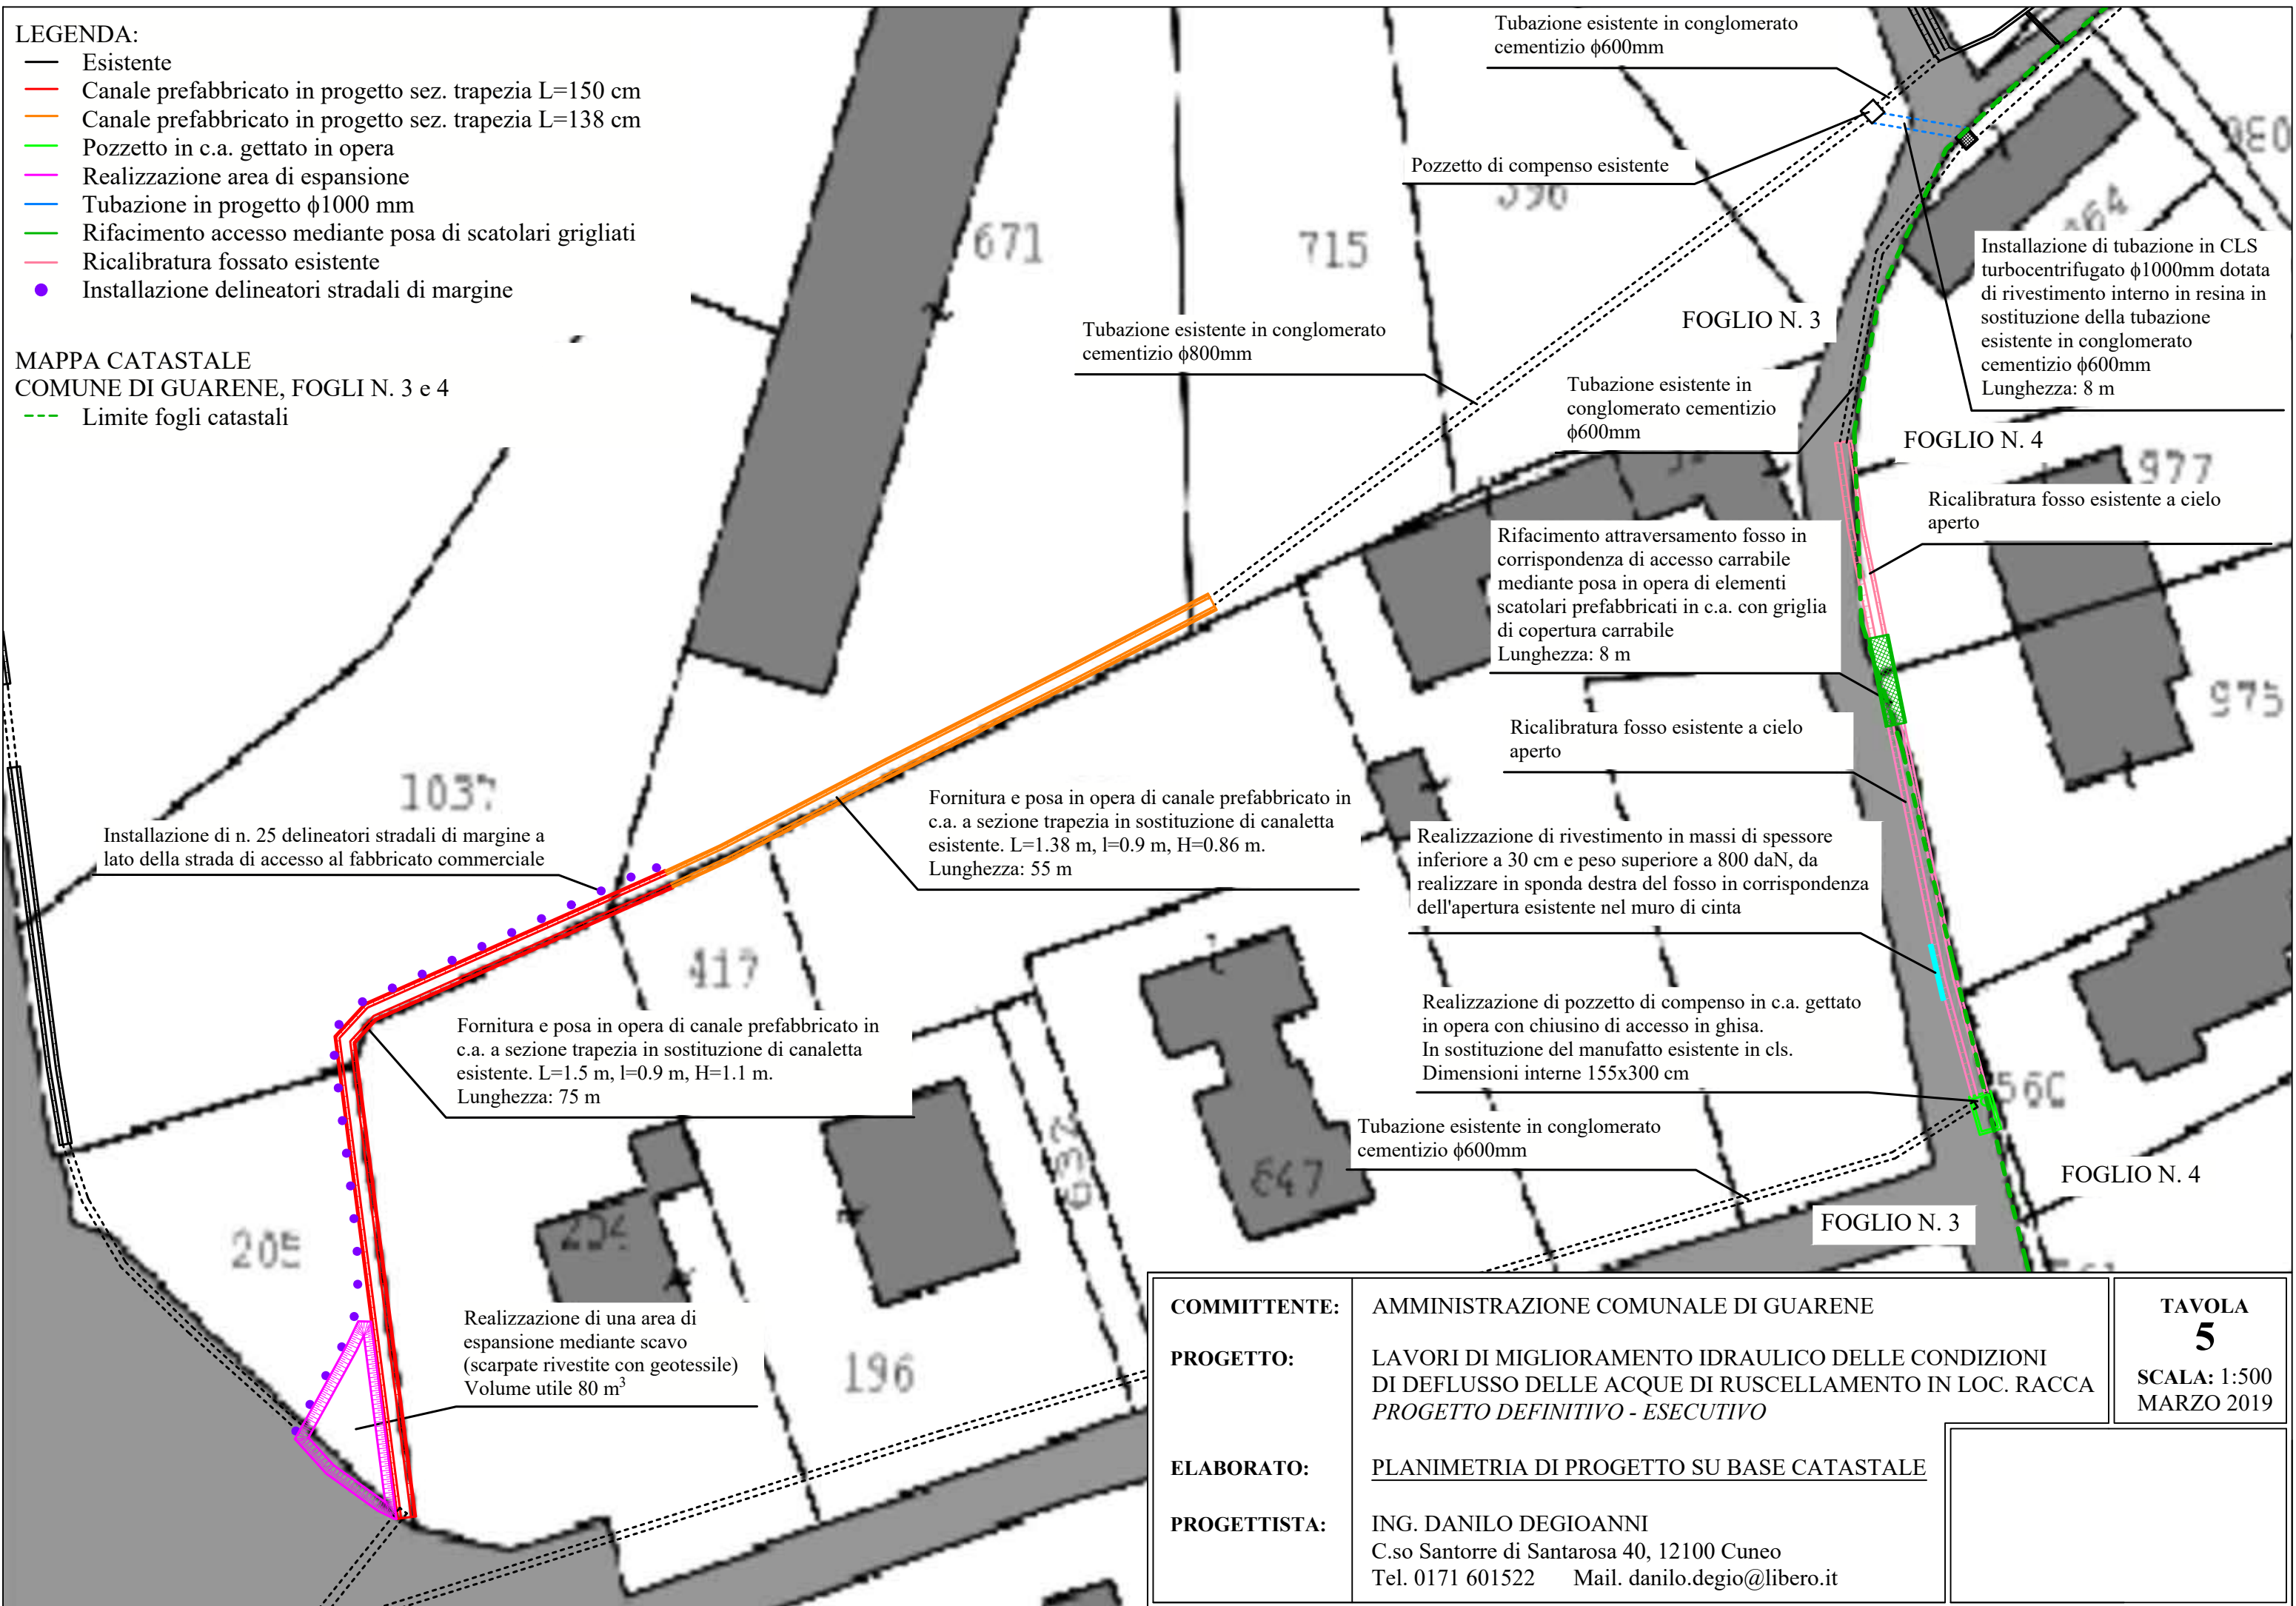 LEGENDA:
Esistente
Canale prefabbricato in progetto sez. trapezia L=150 cm
Canale prefabbricato in progetto sez. trapezia L=138 cm
Pozzetto in c.a. gettato in opera
Realizzazione area di espansione
Tubazione in progetto ϕ1000 mm
Rifacimento accesso mediante posa di scatolari grigliati
Ricalibratura fossato esistente
Installazione delineatori stradali di margine
MAPPA CATASTALE
COMUNE DI GUARENE, FOGLI N. 3 e 4
Limite fogli catastali
Tubazione esistente in conglomerato
cementizio ϕ600mm
Pozzetto di compenso esistente
671
715
Installazione di tubazione in CLS
turbocentrifugato ϕ1000mm dotata
di rivestimento interno in resina in
sostituzione della tubazione
esistente in conglomerato
cementizio ϕ600mm
Lunghezza: 8 m
FOGLIO N. 3
Tubazione esistente in conglomerato
cementizio ϕ800mm
Tubazione esistente in
conglomerato cementizio
ϕ600mm
FOGLIO N. 4
977
Ricalibratura fosso esistente a cielo
aperto
Rifacimento attraversamento fosso in
corrispondenza di accesso carrabile
mediante posa in opera di elementi
scatolari prefabbricati in c.a. con griglia
di copertura carrabile
Lunghezza: 8 m
975
Ricalibratura fosso esistente a cielo
aperto
1037
Installazione di n. 25 delineatori stradali di margine a
lato della strada di accesso al fabbricato commerciale
Fornitura e posa in opera di canale prefabbricato in
c.a. a sezione trapezia in sostituzione di canaletta
esistente. L=1.38 m, l=0.9 m, H=0.86 m.
Lunghezza: 55 m
Realizzazione di rivestimento in massi di spessore
inferiore a 30 cm e peso superiore a 800 daN, da
realizzare in sponda destra del fosso in corrispondenza
dell'apertura esistente nel muro di cinta
417
Fornitura e posa in opera di canale prefabbricato in
c.a. a sezione trapezia in sostituzione di canaletta
esistente. L=1.5 m, l=0.9 m, H=1.1 m.
Lunghezza: 75 m
Realizzazione di pozzetto di compenso in c.a. gettato
in opera con chiusino di accesso in ghisa.
In sostituzione del manufatto esistente in cls.
Dimensioni interne 155x300 cm
560
Tubazione esistente in conglomerato
cementizio ϕ600mm
647
FOGLIO N. 4
FOGLIO N. 3
205
Realizzazione di una area di
espansione mediante scavo
(scarpate rivestite con geotessile)
Volume utile 80 m³
196
COMMITTENTE: AMMINISTRAZIONE COMUNALE DI GUARENE
PROGETTO: LAVORI DI MIGLIORAMENTO IDRAULICO DELLE CONDIZIONI
DI DEFLUSSO DELLE ACQUE DI RUSCELLAMENTO IN LOC. RACCA
PROGETTO DEFINITIVO - ESECUTIVO
ELABORATO: PLANIMETRIA DI PROGETTO SU BASE CATASTALE
PROGETTISTA: ING. DANILO DEGIOANNI
C.so Santorre di Santarosa 40, 12100 Cuneo
Tel. 0171 601522 Mail. danilo.degio@libero.it
TAVOLA
5
SCALA: 1:500
MARZO 2019